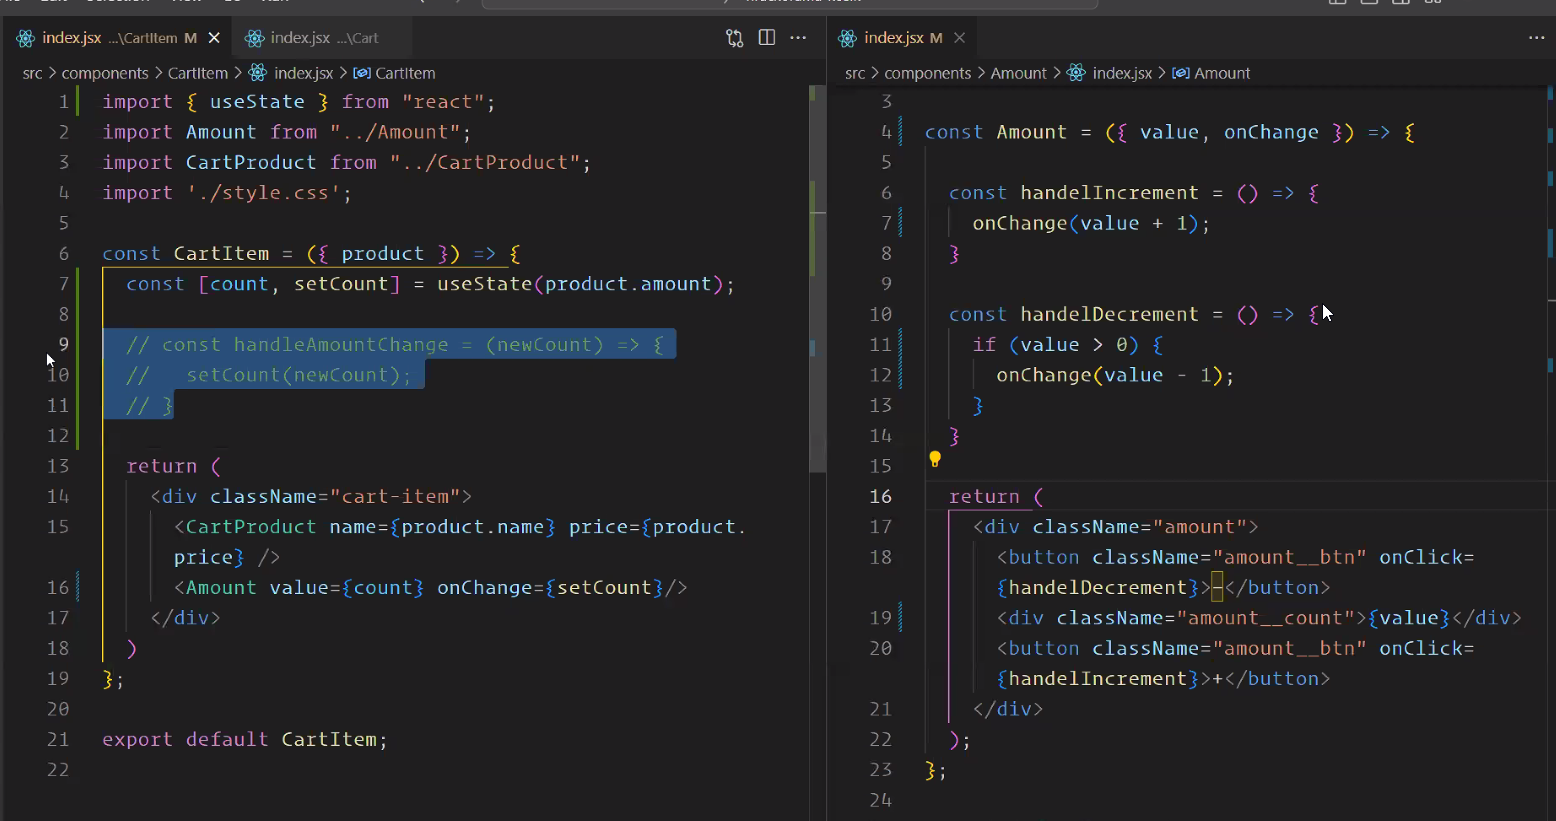 index.jsx ...\CartItem M
index.jsx ...\Cart
src > components > CartItem > index.jsx > CartItem
1 import { useState } from "react";
2 import Amount from "../Amount";
3 import CartProduct from "../CartProduct";
4 import './style.css';
5
6 const CartItem = ({ product }) => {
7 const [count, setCount] = useState(product.amount);
8
9 // const handleAmountChange = (newCount) => {
10 //   setCount(newCount);
11 // }
12
13 return (
14 <div className="cart-item">
15 <CartProduct name={product.name} price={product.
price} />
16 <Amount value={count} onChange={setCount}/>
17 </div>
18 )
19 };
20
21 export default CartItem;
22
index.jsx M
src > components > Amount > index.jsx > Amount
3
4 const Amount = ({ value, onChange }) => {
5
6 const handelIncrement = () => {
7 onChange(value + 1);
8 }
9
10 const handelDecrement = () => {
11 if (value > 0) {
12 onChange(value - 1);
13 }
14 }
15
16 return (
17 <div className="amount">
18 <button className="amount__btn" onClick=
{handelDecrement}>–</button>
19 <div className="amount__count">{value}</div>
20 <button className="amount__btn" onClick=
{handelIncrement}>+</button>
21 </div>
22 );
23 };
24